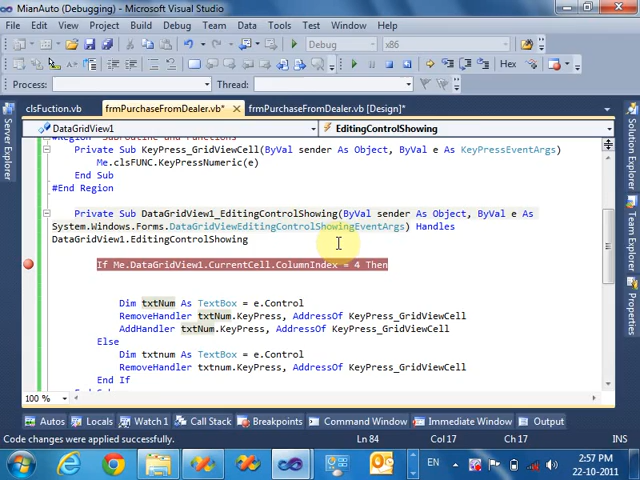 MianAuto (Debugging) - Microsoft Visual Studio
File Edit View Project Build Debug Team Data Tools Test Window Help
Debug x86
Hex
Process: Thread:
clsFuction.vb frmPurchaseFromDealer.vb* frmPurchaseFromDealer.vb [Design]*
DataGridView1 EditingControlShowing
#Region "Subroutine and Functions"
Private Sub KeyPress_GridViewCell(ByVal sender As Object, ByVal e As KeyPressEventArgs)
Me.clsFUNC.KeyPressNumeric(e)
End Sub
#End Region
Private Sub DataGridView1_EditingControlShowing(ByVal sender As Object, ByVal e As
System.Windows.Forms.DataGridViewEditingControlShowingEventArgs) Handles
DataGridView1.EditingControlShowing
If Me.DataGridView1.CurrentCell.ColumnIndex = 4 Then
Dim txtNum As TextBox = e.Control
RemoveHandler txtNum.KeyPress, AddressOf KeyPress_GridViewCell
AddHandler txtNum.KeyPress, AddressOf KeyPress_GridViewCell
Else
Dim txtnum As TextBox = e.Control
RemoveHandler txtnum.KeyPress, AddressOf KeyPress_GridViewCell
End If
Server Explorer
Solution Explorer
Properties
100 %
Autos Locals Watch 1 Call Stack Breakpoints Command Window Immediate Window Output
Code changes were applied successfully. Ln 84 Col 17 Ch 17 INS
EN 2:57 PM
22-10-2011